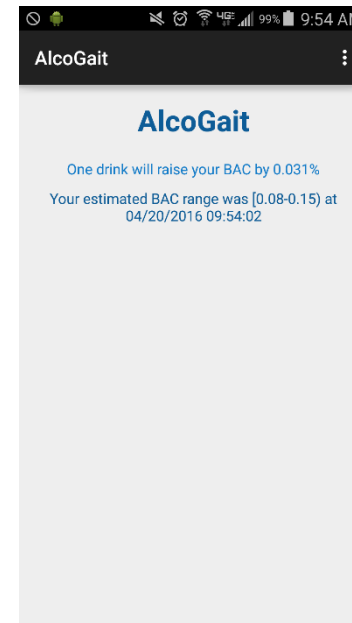 4G 99% 9:54 AM
AlcoGait
AlcoGait
One drink will raise your BAC by 0.031%
Your estimated BAC range was [0.08-0.15) at
04/20/2016 09:54:02